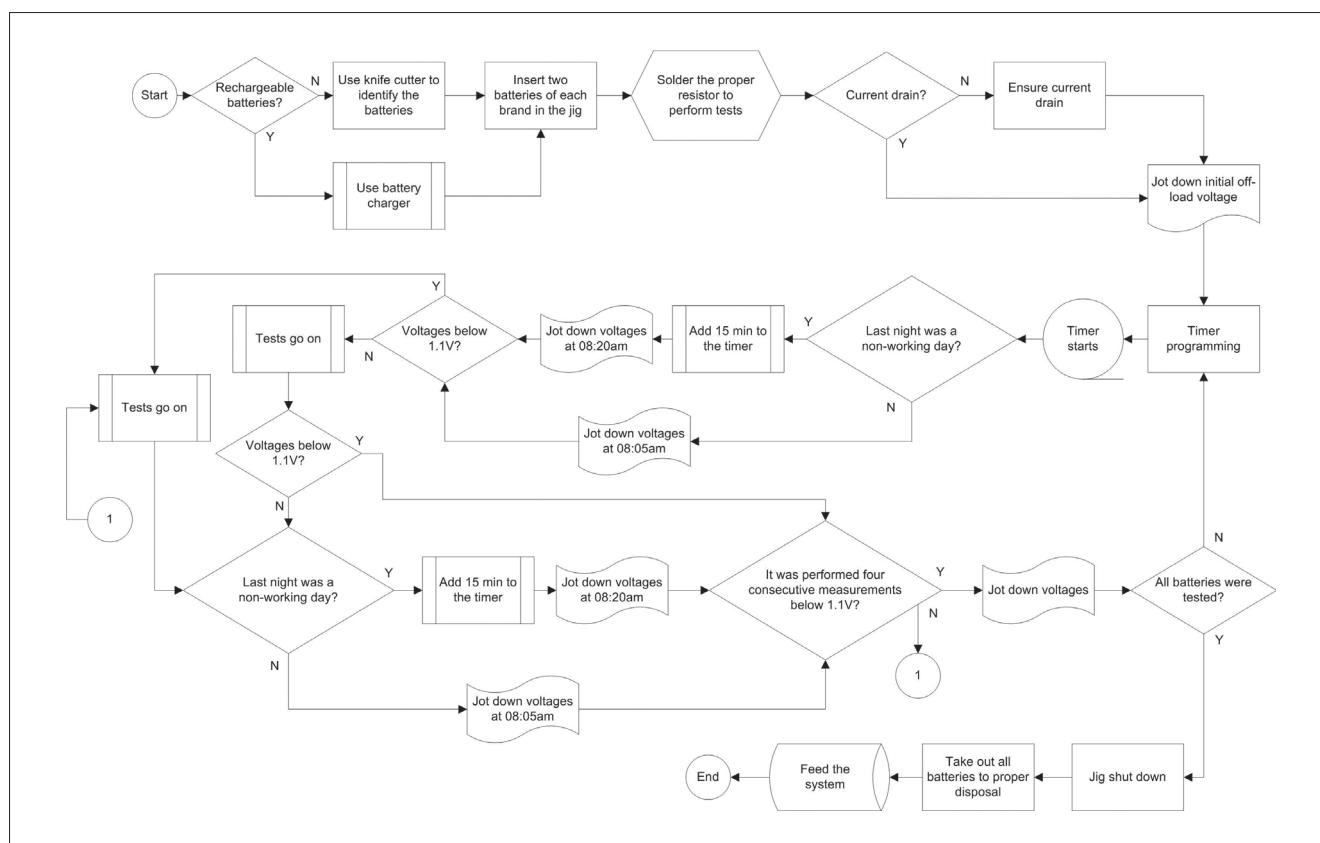 Start
Rechargeable
batteries?
N
Y
Use knife cutter to
identify the
batteries
Use battery
charger
Insert two
batteries of each
brand in the jig
Solder the proper
resistor to
perform tests
Current drain?
N
Y
Ensure current
drain
Jot down initial off-
load voltage
Timer
programming
Timer
starts
Last night was a
non-working day?
Y
N
Add 15 min to
the timer
Jot down voltages
at 08:20am
Jot down voltages
at 08:05am
Voltages below
1.1V?
Y
N
Tests go on
Tests go on
1
Voltages below
1.1V?
Y
N
Last night was a
non-working day?
Y
N
Add 15 min to
the timer
Jot down voltages
at 08:20am
Jot down voltages
at 08:05am
It was performed four
consecutive measurements
below 1.1V?
Y
N
1
Jot down voltages
All batteries were
tested?
N
Y
Jig shut down
Take out all
batteries to proper
disposal
Feed the
system
End